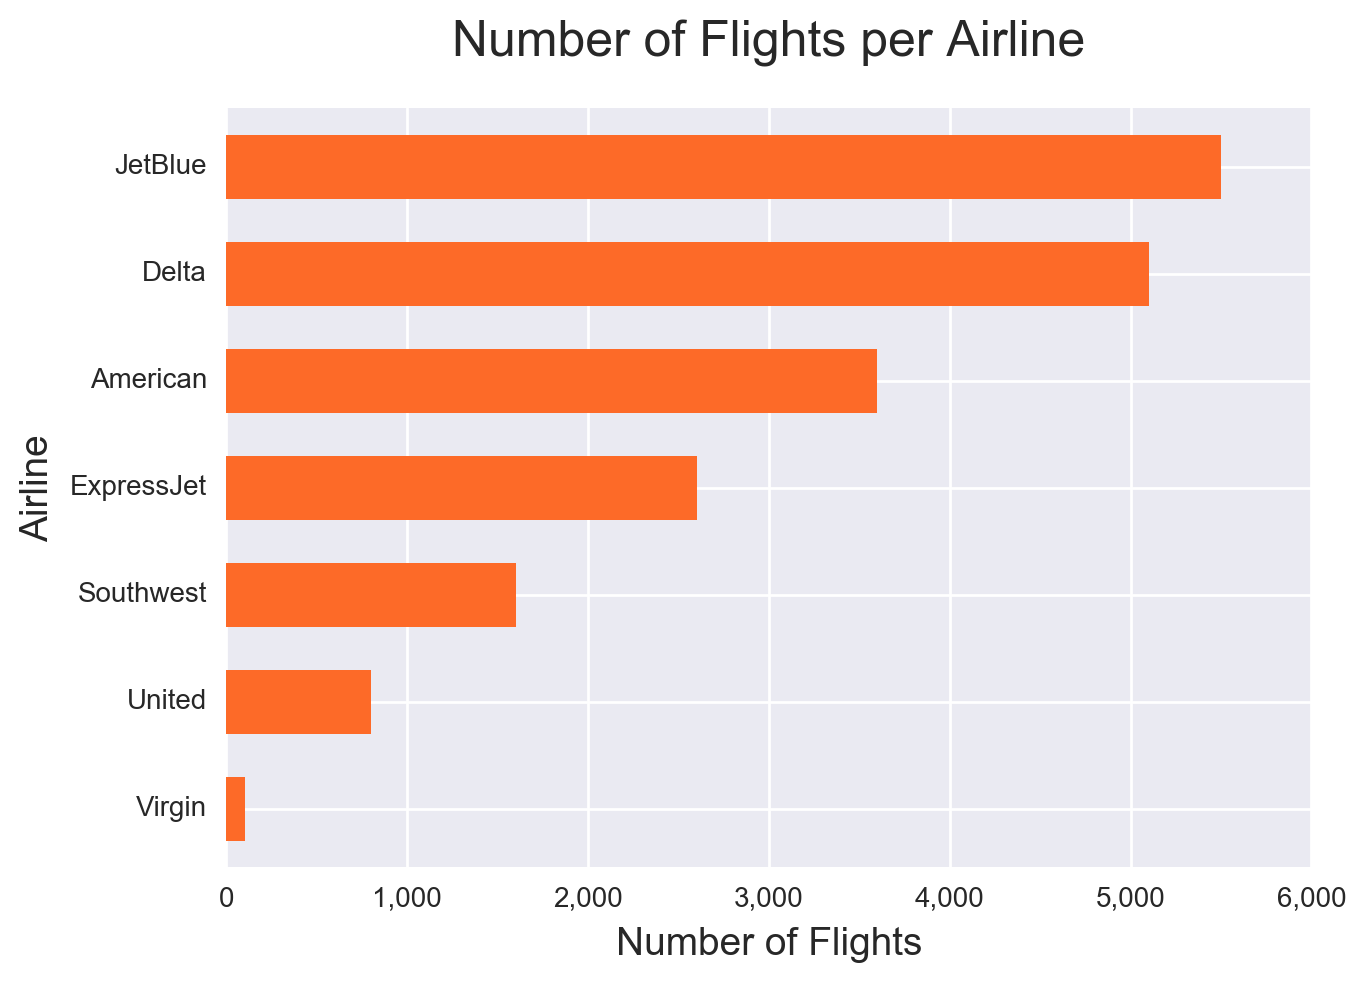 Number of Flights per Airline
JetBlue
Delta
American
ExpressJet
Southwest
United
Virgin
Airline
0 1,000 2,000 3,000 4,000 5,000 6,000
Number of Flights